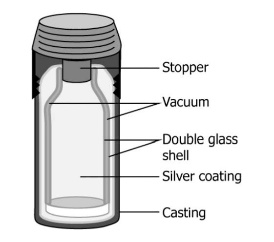 Stopper
Vacuum
Double glass
shell
Silver coating
Casting